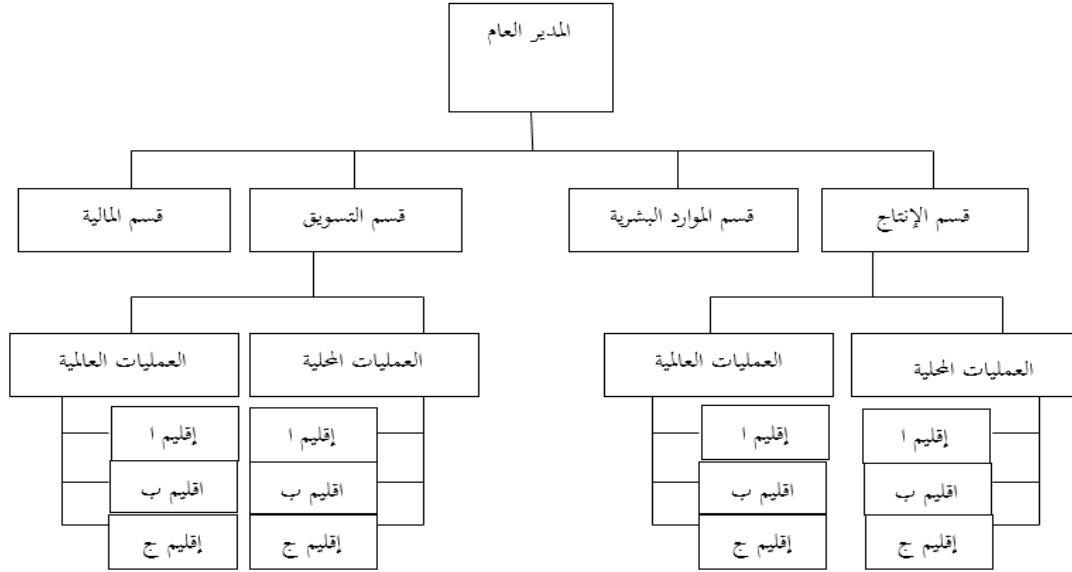 المدير العام
قسم الإنتاج
قسم الموارد البشرية
قسم التسويق
قسم المالية
العمليات المحلية
العمليات العالمية
العمليات المحلية
العمليات العالمية
إقليم ا
إقليم ا
إقليم ا
إقليم ا
اقليم ب
اقليم ب
اقليم ب
اقليم ب
إقليم ج
إقليم ج
إقليم ج
إقليم ج